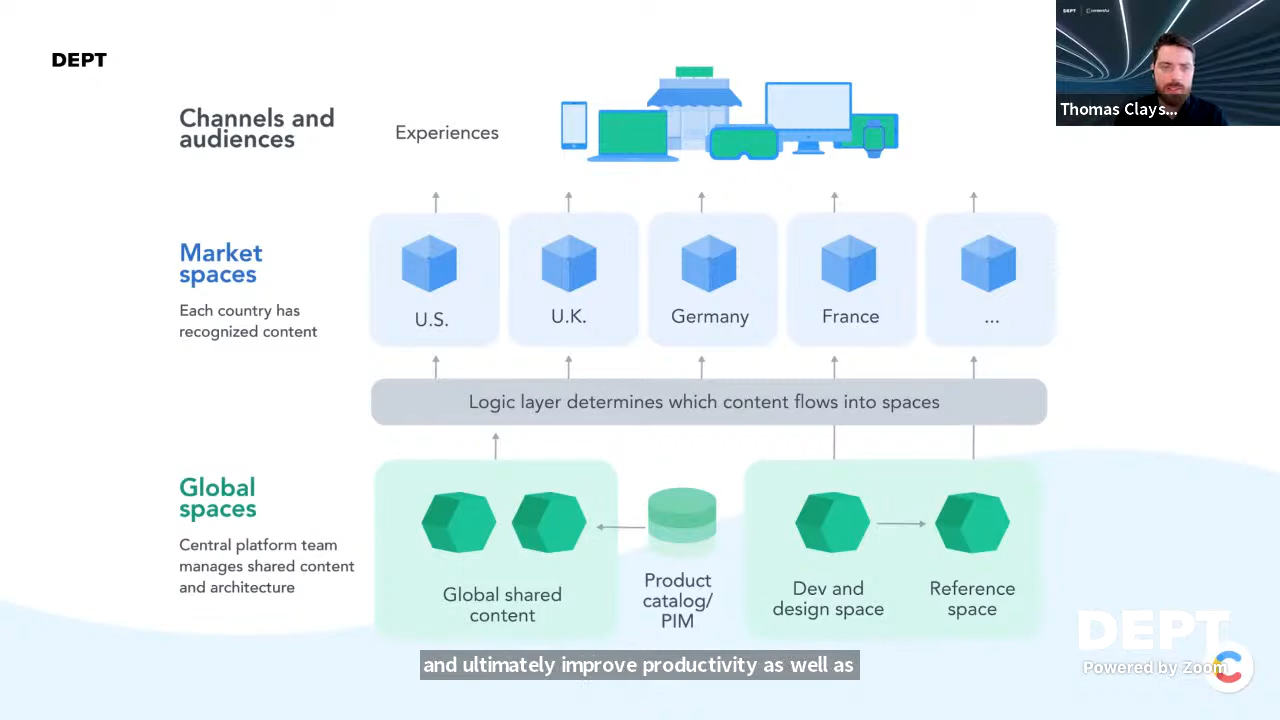 DEPT
DEPT
contentful
Thomas Clays...
Channels and
audiences
Experiences
Market
spaces
Each country has
recognized content
U.S.
U.K.
Germany
France
...
Logic layer determines which content flows into spaces
Global
spaces
Central platform team
manages shared content
and architecture
Global shared
content
Product
catalog/
PIM
Dev and
design space
Reference
space
and ultimately improve productivity as well as
DEPT
Powered by Zoom